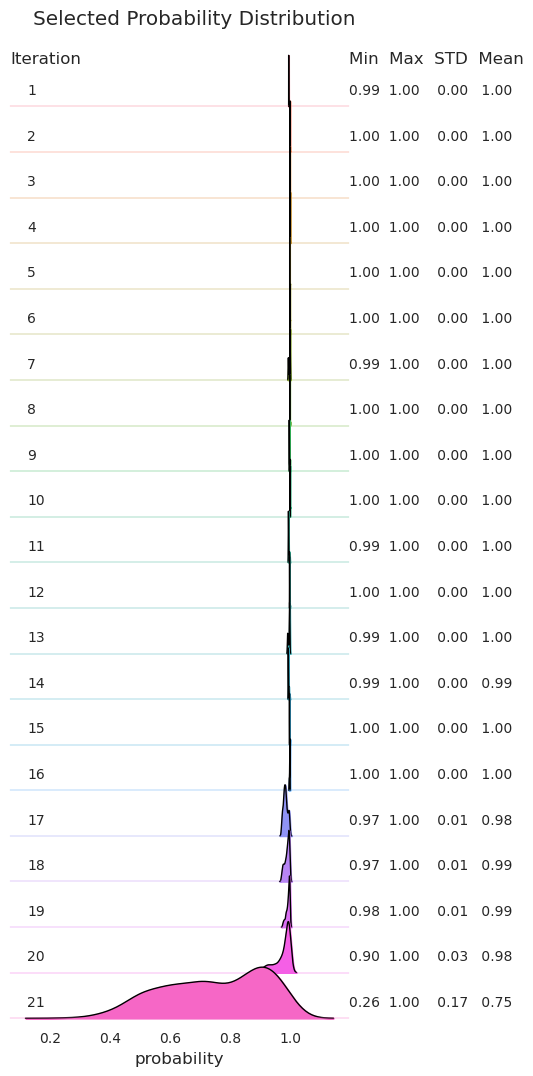 Selected Probability Distribution
Iteration Min Max STD Mean
1 0.99 1.00 0.00 1.00
2 1.00 1.00 0.00 1.00
3 1.00 1.00 0.00 1.00
4 1.00 1.00 0.00 1.00
5 1.00 1.00 0.00 1.00
6 1.00 1.00 0.00 1.00
7 0.99 1.00 0.00 1.00
8 1.00 1.00 0.00 1.00
9 1.00 1.00 0.00 1.00
10 1.00 1.00 0.00 1.00
11 0.99 1.00 0.00 1.00
12 1.00 1.00 0.00 1.00
13 0.99 1.00 0.00 1.00
14 0.99 1.00 0.00 0.99
15 1.00 1.00 0.00 1.00
16 1.00 1.00 0.00 1.00
17 0.97 1.00 0.01 0.98
18 0.97 1.00 0.01 0.99
19 0.98 1.00 0.01 0.99
20 0.90 1.00 0.03 0.98
21 0.26 1.00 0.17 0.75
0.2 0.4 0.6 0.8 1.0
probability